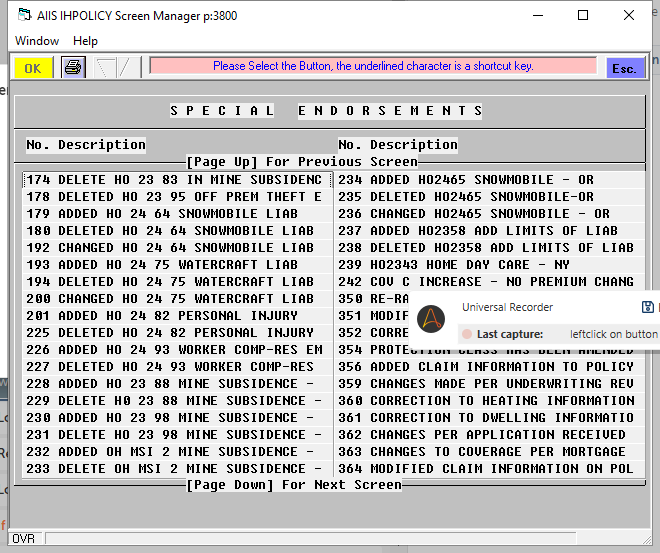 AIIS IHPOLICY Screen Manager p:3800
Window Help
OK
Please Select the Button, the underlined character is a shortcut key.
Esc.
S P E C I A L   E N D O R S E M E N T S
No. Description
No. Description
[Page Up] For Previous Screen
174 DELETE HO 23 83 IN MINE SUBSIDENC
178 DELETED HO 23 95 OFF PREM THEFT E
179 ADDED HO 24 64 SNOWMOBILE LIAB
180 DELETED HO 24 64 SNOWMOBILE LIAB
192 CHANGED HO 24 64 SNOWMOBILE LIAB
193 ADDED HO 24 75 WATERCRAFT LIAB
194 DELETED HO 24 75 WATERCRAFT LIAB
200 CHANGED HO 24 75 WATERCRAFT LIAB
201 ADDED HO 24 82 PERSONAL INJURY
225 DELETED HO 24 82 PERSONAL INJURY
226 ADDED HO 24 93 WORKER COMP-RES EM
227 DELETED HO 24 93 WORKER COMP-RES
228 ADDED HO 23 88 MINE SUBSIDENCE -
229 DELETE HO 23 88 MINE SUBSIDENCE -
230 ADDED HO 23 98 MINE SUBSIDENCE -
231 DELETE HO 23 98 MINE SUBSIDENCE -
232 ADDED OH MSI 2 MINE SUBSIDENCE -
233 DELETE OH MSI 2 MINE SUBSIDENCE -
234 ADDED HO2465 SNOWMOBILE - OR
235 DELETED HO2465 SNOWMOBILE-OR
236 CHANGED HO2465 SNOWMOBILE - OR
237 ADDED HO2358 ADD LIMITS OF LIAB
238 DELETED HO2358 ADD LIMITS OF LIAB
239 HO2343 HOME DAY CARE - NY
242 COV C INCREASE - NO PREMIUM CHANG
350 RE-RA
351 MODIF
352 CORRE
354 PROTECTION CLASS HAS BEEN AMENDED
356 ADDED CLAIM INFORMATION TO POLICY
359 CHANGES MADE PER UNDERWRITING REV
360 CORRECTION TO HEATING INFORMATION
361 CORRECTION TO DWELLING INFORMATIO
362 CHANGES PER APPLICATION RECEIVED
363 CHANGES TO COVERAGE PER MORTGAGE
364 MODIFIED CLAIM INFORMATION ON POL
[Page Down] For Next Screen
Universal Recorder
Last capture: leftclick on button
OVR